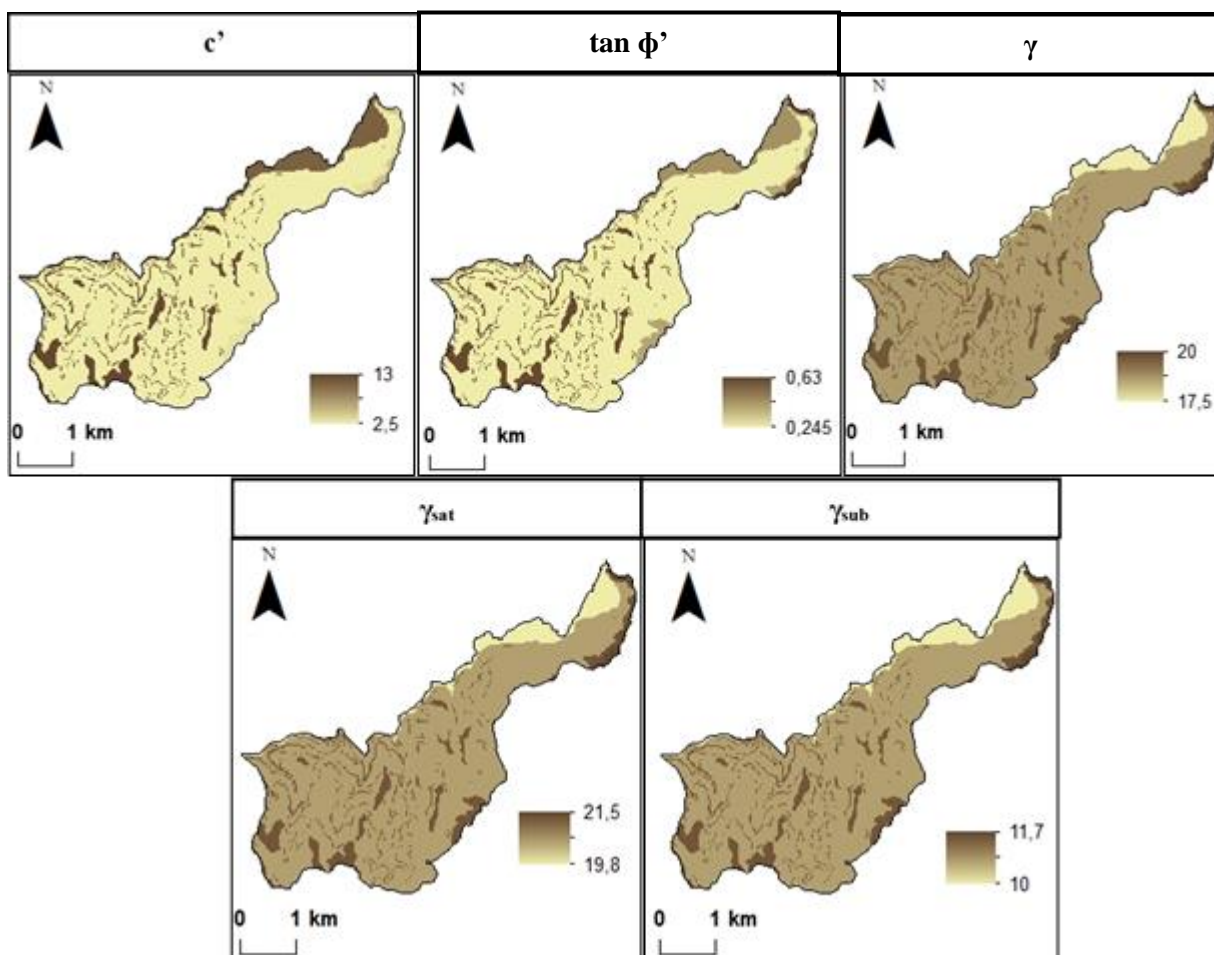 c’
tan ϕ’
γ
N
N
N
13
2,5
0,63
0,245
20
17,5
0 1 km
0 1 km
0 1 km
γsat
γsub
N
N
21,5
19,8
11,7
10
0 1 km
0 1 km